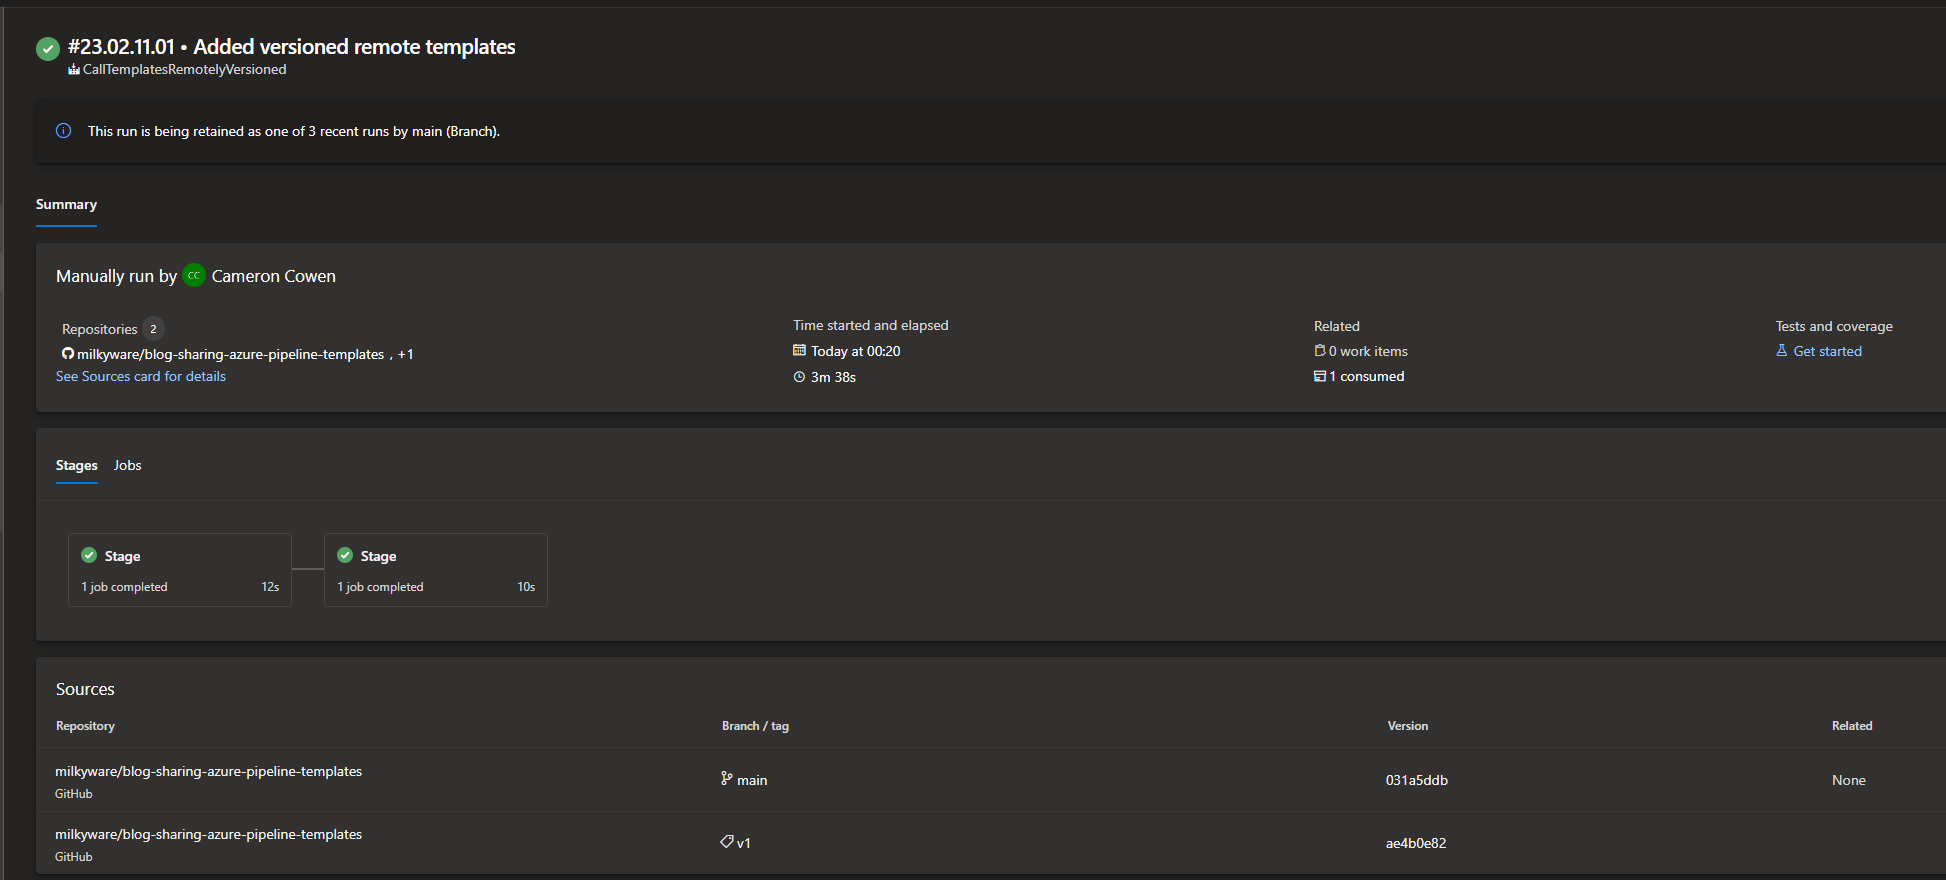 #23.02.11.01 • Added versioned remote templates
CallTemplatesRemotelyVersioned
This run is being retained as one of 3 recent runs by main (Branch).
Summary
Manually run by CC Cameron Cowen
Repositories 2
milkyware/blog-sharing-azure-pipeline-templates , +1
See Sources card for details
Time started and elapsed
Today at 00:20
3m 38s
Related
0 work items
1 consumed
Tests and coverage
Get started
Stages Jobs
Stage
1 job completed 12s
Stage
1 job completed 10s
Sources
Repository Branch / tag Version Related
milkyware/blog-sharing-azure-pipeline-templates
GitHub
main 031a5ddb None
milkyware/blog-sharing-azure-pipeline-templates
GitHub
v1 ae4b0e82